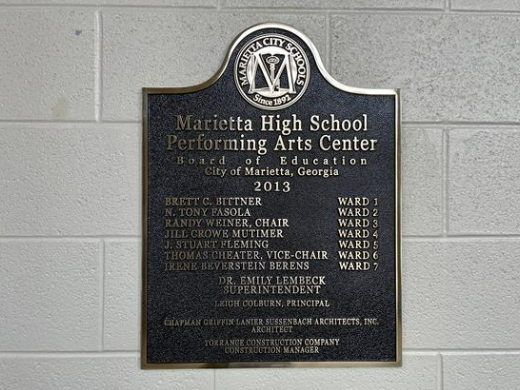 MARIETTA CITY SCHOOLS
M
Since 1892
Marietta High School
Performing Arts Center
Board of Education
City of Marietta, Georgia
2013
BRETT C. BITTNER WARD 1
N. TONY FASOLA WARD 2
RANDY WEINER, CHAIR WARD 3
JILL CROWE MUTIMER WARD 4
J. STUART FLEMING WARD 5
THOMAS CHEATER, VICE-CHAIR WARD 6
IRENE BEVERSTEIN BERENS WARD 7
DR. EMILY LEMBECK
SUPERINTENDENT
LEIGH COLBURN, PRINCIPAL
CHAPMAN GRIFFIN LANIER SUSSENBACH ARCHITECTS, INC.
ARCHITECT
TORRANCE CONSTRUCTION COMPANY
CONSTRUCTION MANAGER